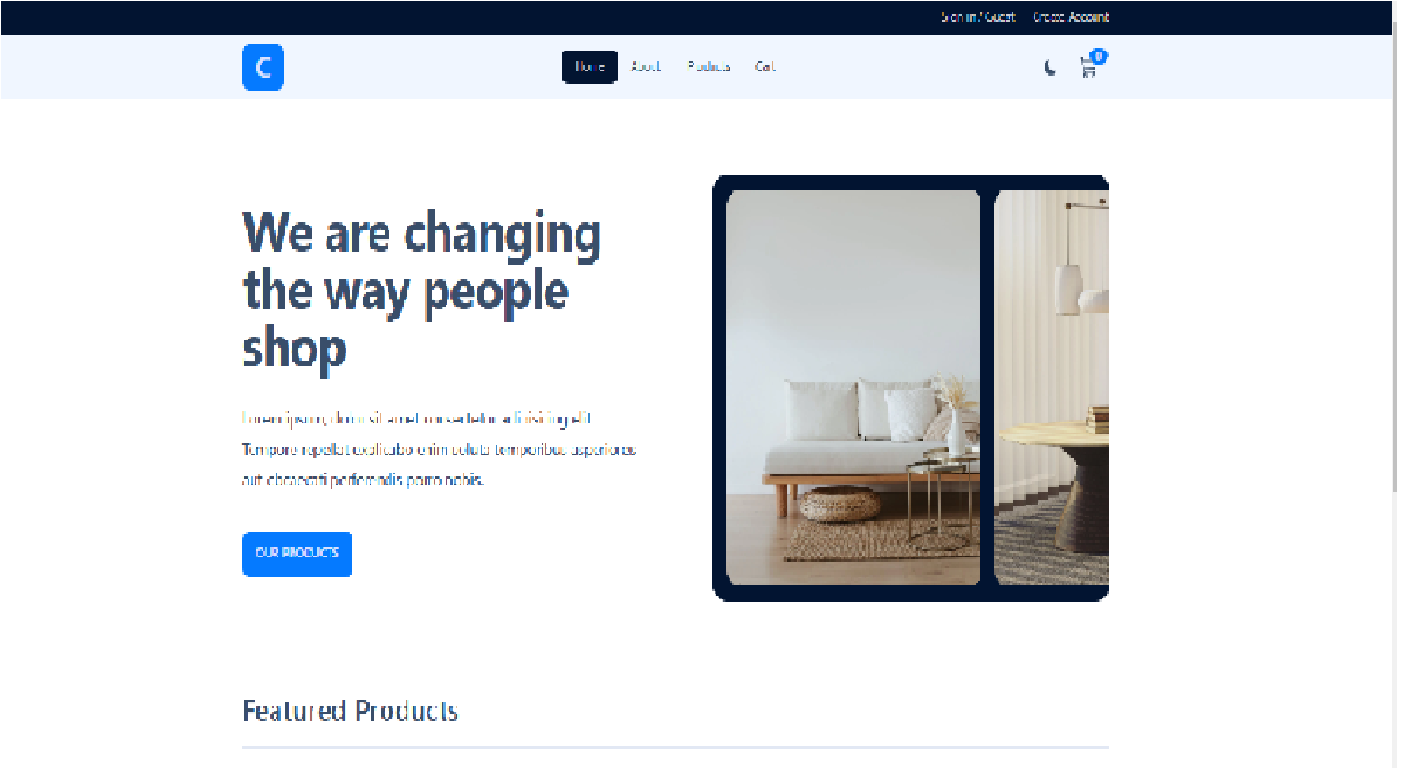 Sign in / Guest Create Account
C
Home About Products Cart
0
We are changing
the way people
shop
Lorem ipsum, dolor sit amet consectetur adipisicing elit.
Tempore repellat explicabo enim soluta temporibus asperiores
aut obcaecati perferendis porro nobis.
OUR PRODUCTS
Featured Products